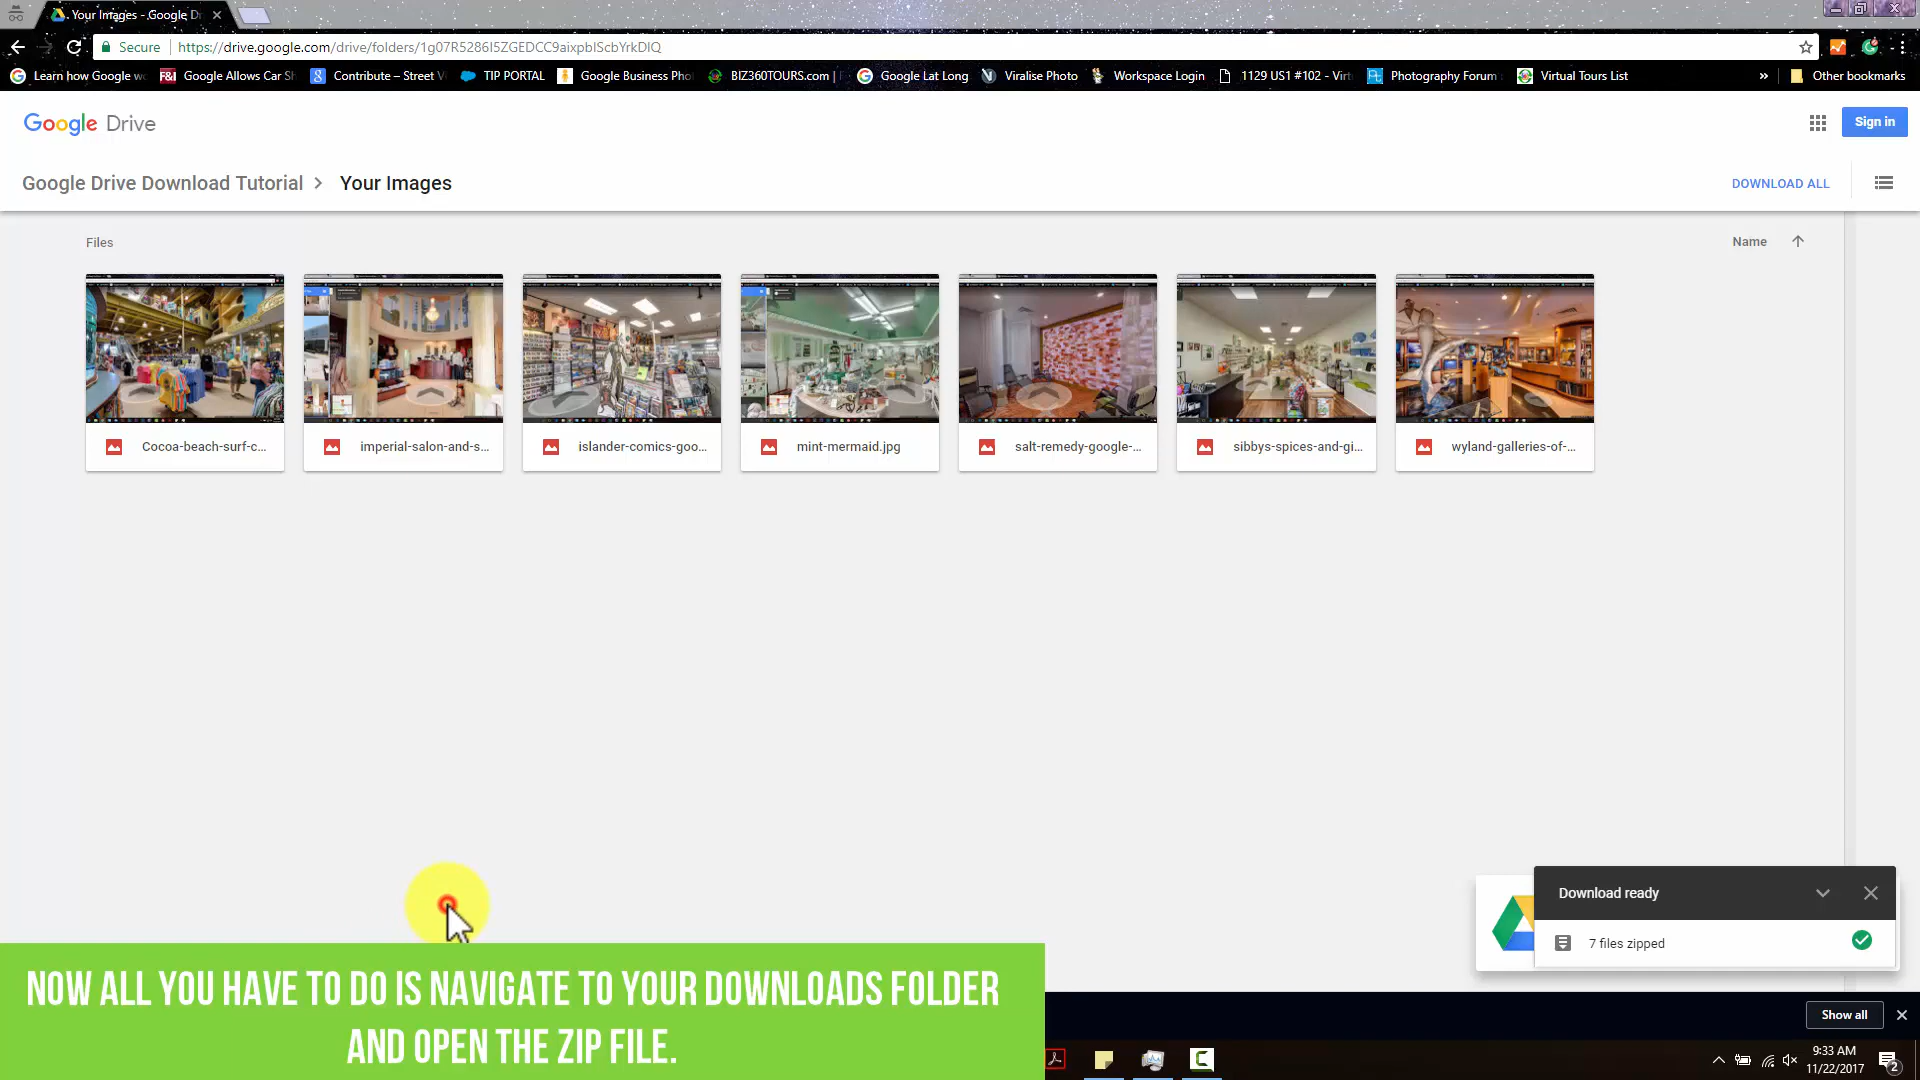 Your Images - Google Dr
Secure
https://drive.google.com/drive/folders/1g07R5286I5ZGEDCC9aixpbIScbYrkDIQ
Learn how Google w
F&I
Google Allows Car S
Contribute – Street V
TIP PORTAL
Google Business Pho
BIZ360TOURS.com |
Google Lat Long
Viralise Photo
Workspace Login
1129 US1 #102 - Virt
Photography Forum
Virtual Tours List
»
Other bookmarks
Google Drive
Sign in
Google Drive Download Tutorial > Your Images
DOWNLOAD ALL
Files
Name
Cocoa-beach-surf-c...
imperial-salon-and-s...
islander-comics-goo...
mint-mermaid.jpg
salt-remedy-google-...
sibbys-spices-and-gi...
wyland-galleries-of-...
Download ready
7 files zipped
NOW ALL YOU HAVE TO DO IS NAVIGATE TO YOUR DOWNLOADS FOLDER
AND OPEN THE ZIP FILE.
Show all
9:33 AM
11/22/2017
2